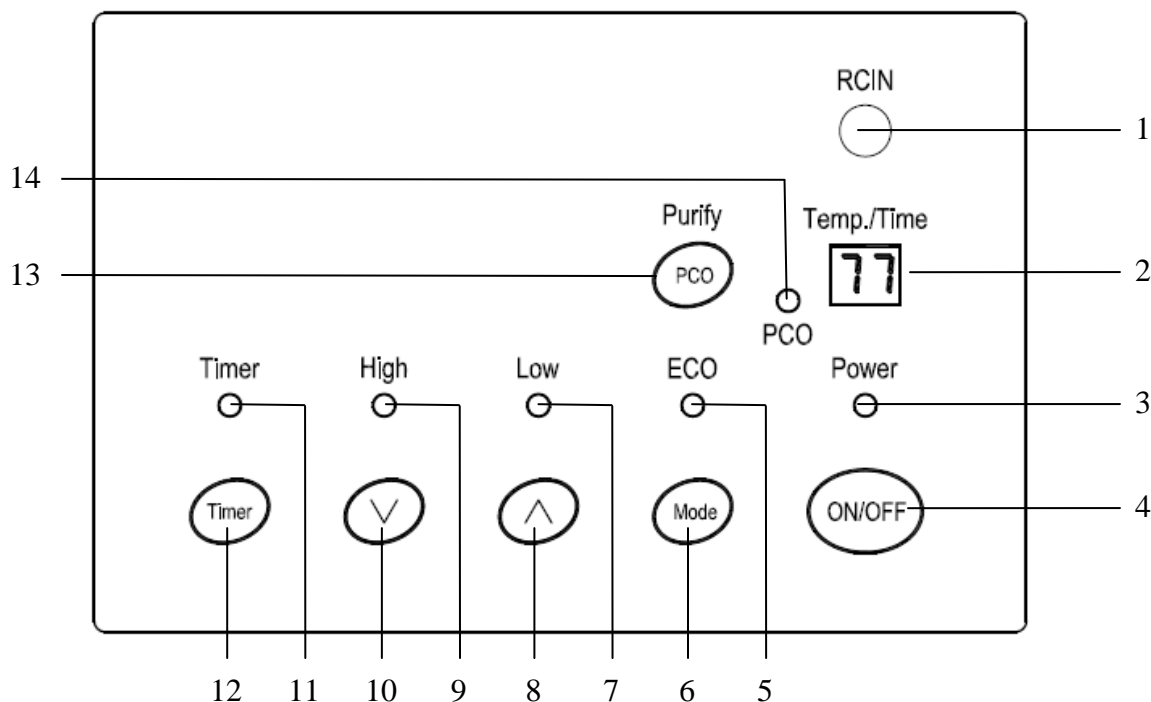 RCIN
1
14
Purify
Temp./Time
13
PCO
77
2
PCO
Timer
High
Low
ECO
Power
3
Timer
Mode
ON/OFF
4
12
11
10
9
8
7
6
5